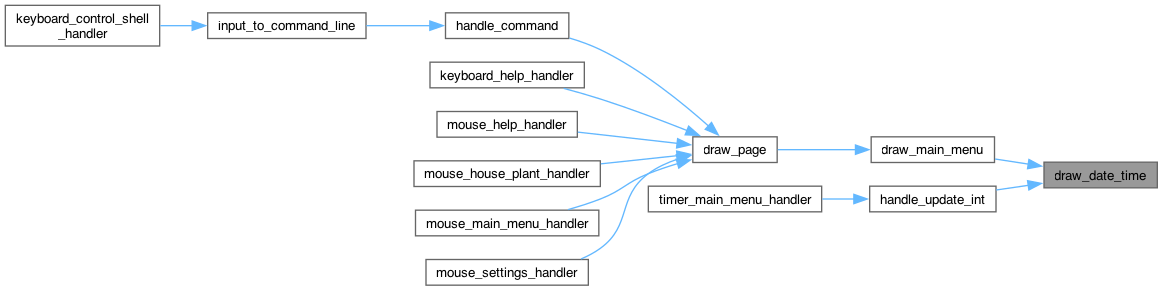 keyboard_control_shell
_handler
input_to_command_line
handle_command
keyboard_help_handler
mouse_help_handler
draw_page
draw_main_menu
mouse_house_plant_handler
draw_date_time
timer_main_menu_handler
handle_update_int
mouse_main_menu_handler
mouse_settings_handler